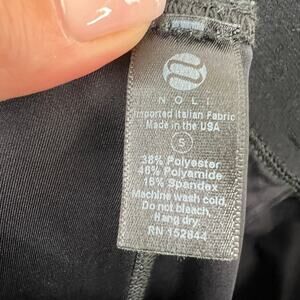 NOLI
Imported Italian Fabric
Made in the USA
S
38% Polyester
46% Polyamide
16% Spandex
Machine wash cold
Do not bleach
Hang dry
RN 152844